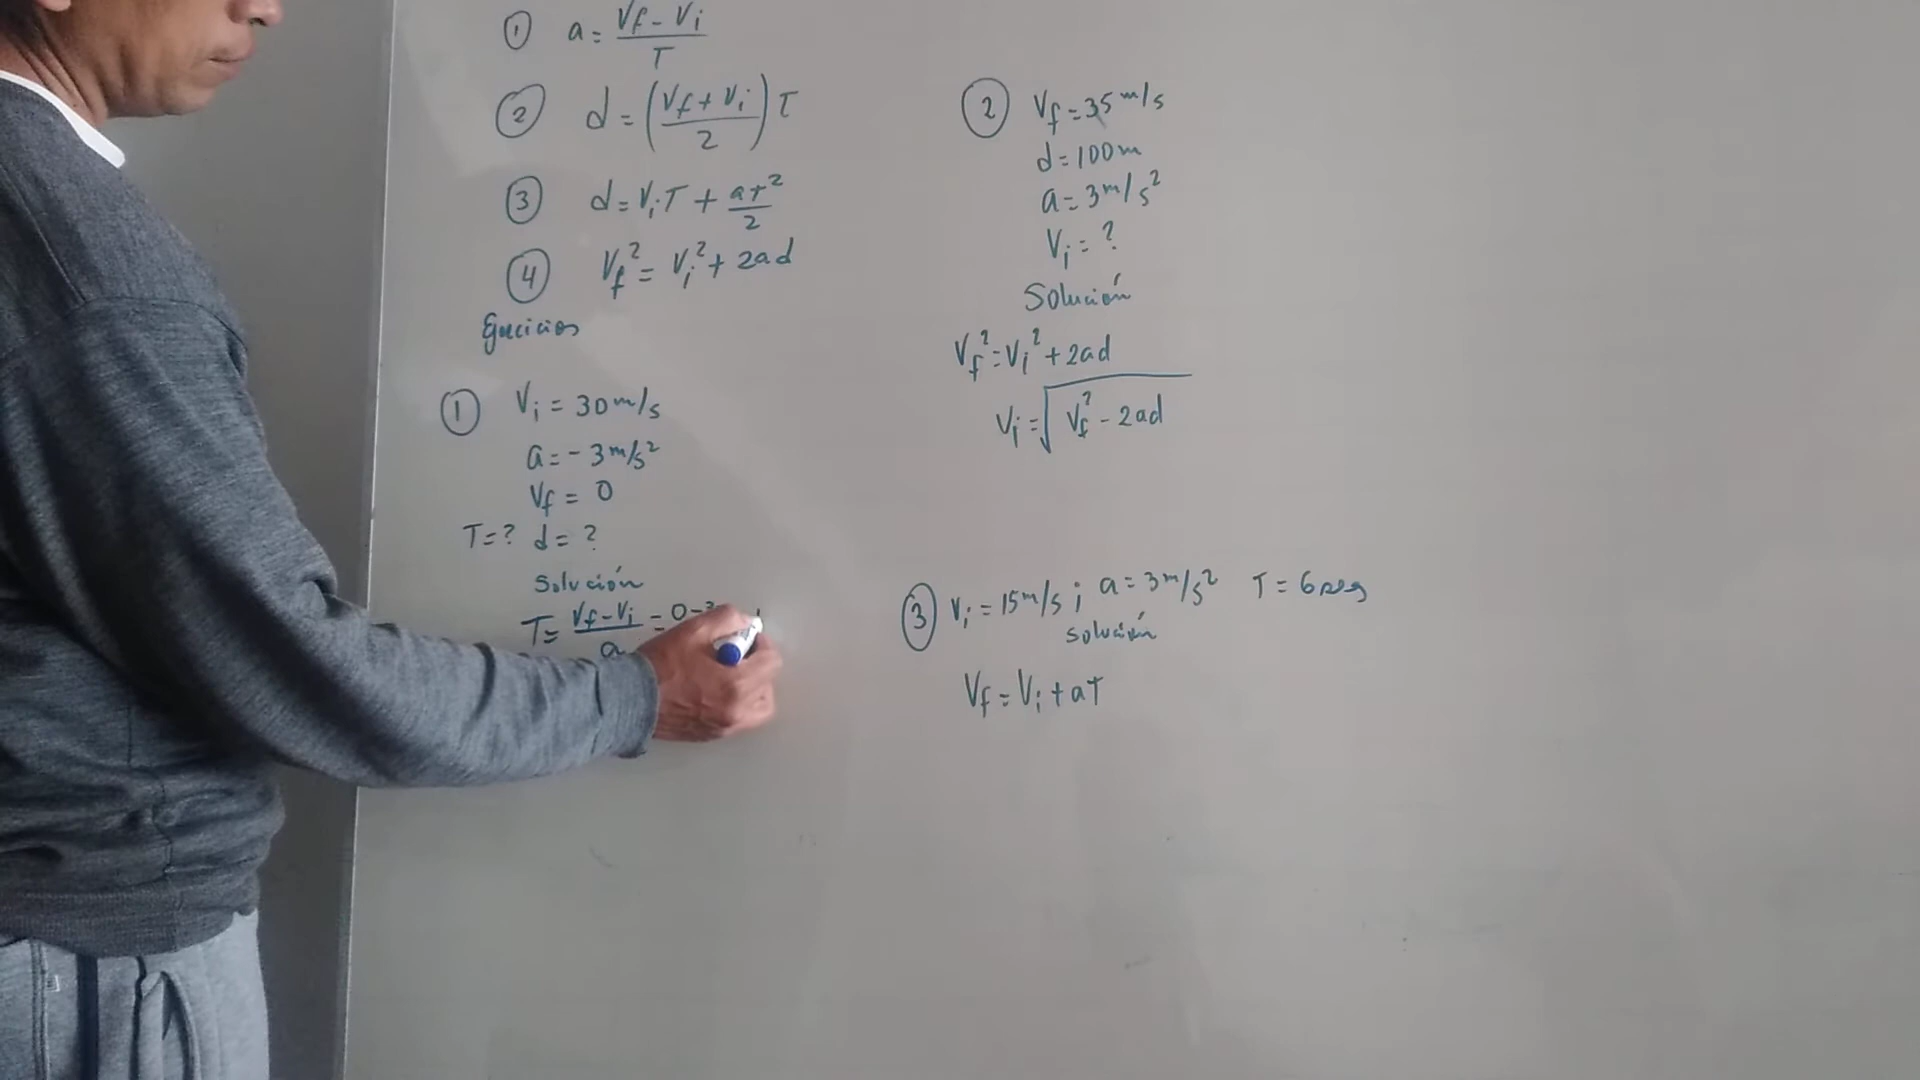 ① a = (Vf - Vi)/T
② d = ((Vf + Vi)/2) T
③ d = ViT + aT²/2
④ Vf² = Vi² + 2ad
① Vi = 30 m/s
a = - 3 m/s²
Vf = 0
T = ? d = ?
Solución
T = (Vf - Vi)/a = 0 -
② Vf = 35 m/s
d = 100 m
a = 3 m/s²
Vi = ?
Solución
Vf² = Vi² + 2ad
Vi = √(Vf² - 2ad)
③ Vi = 15 m/s ; a = 3 m/s² T = 6 seg
solución
Vf = Vi + aT